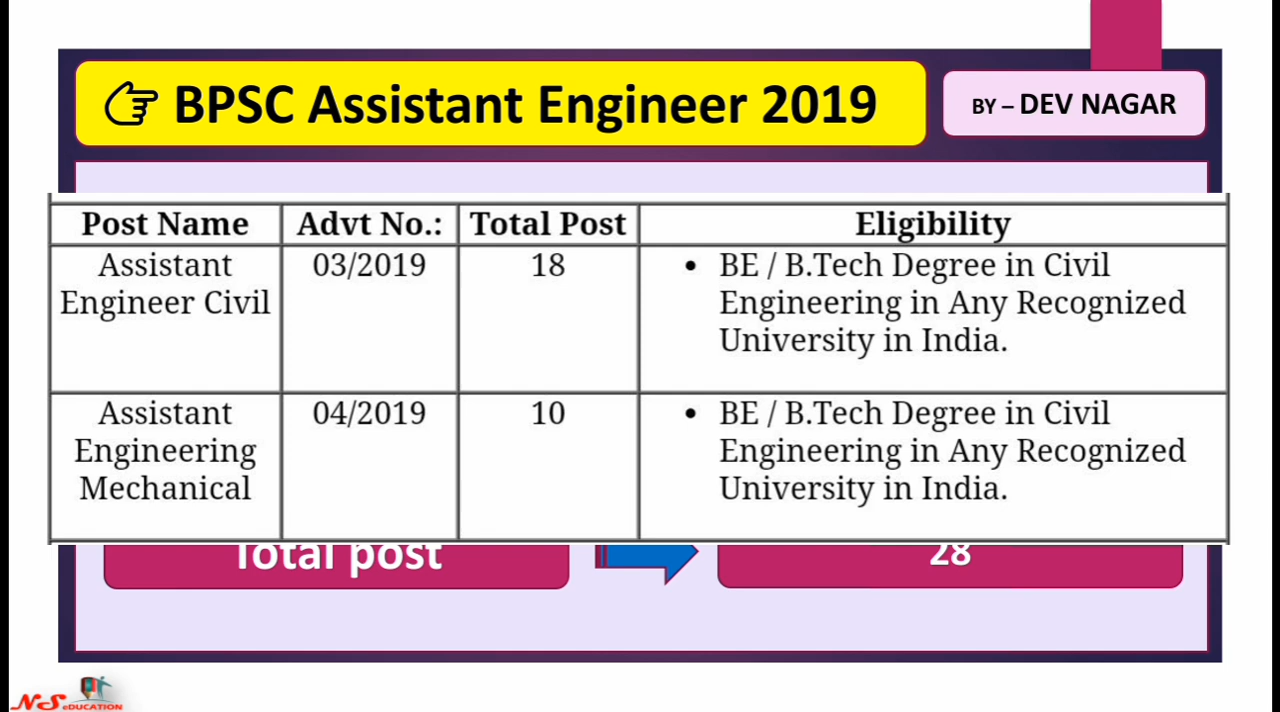 BPSC Assistant Engineer 2019
BY – DEV NAGAR
Post Name Advt No.: Total Post Eligibility
Assistant 03/2019 18 • BE / B.Tech Degree in Civil
Engineer Civil Engineering in Any Recognized
University in India.
Assistant 04/2019 10 • BE / B.Tech Degree in Civil
Engineering Engineering in Any Recognized
Mechanical University in India.
Total post 28
NS EDUCATION